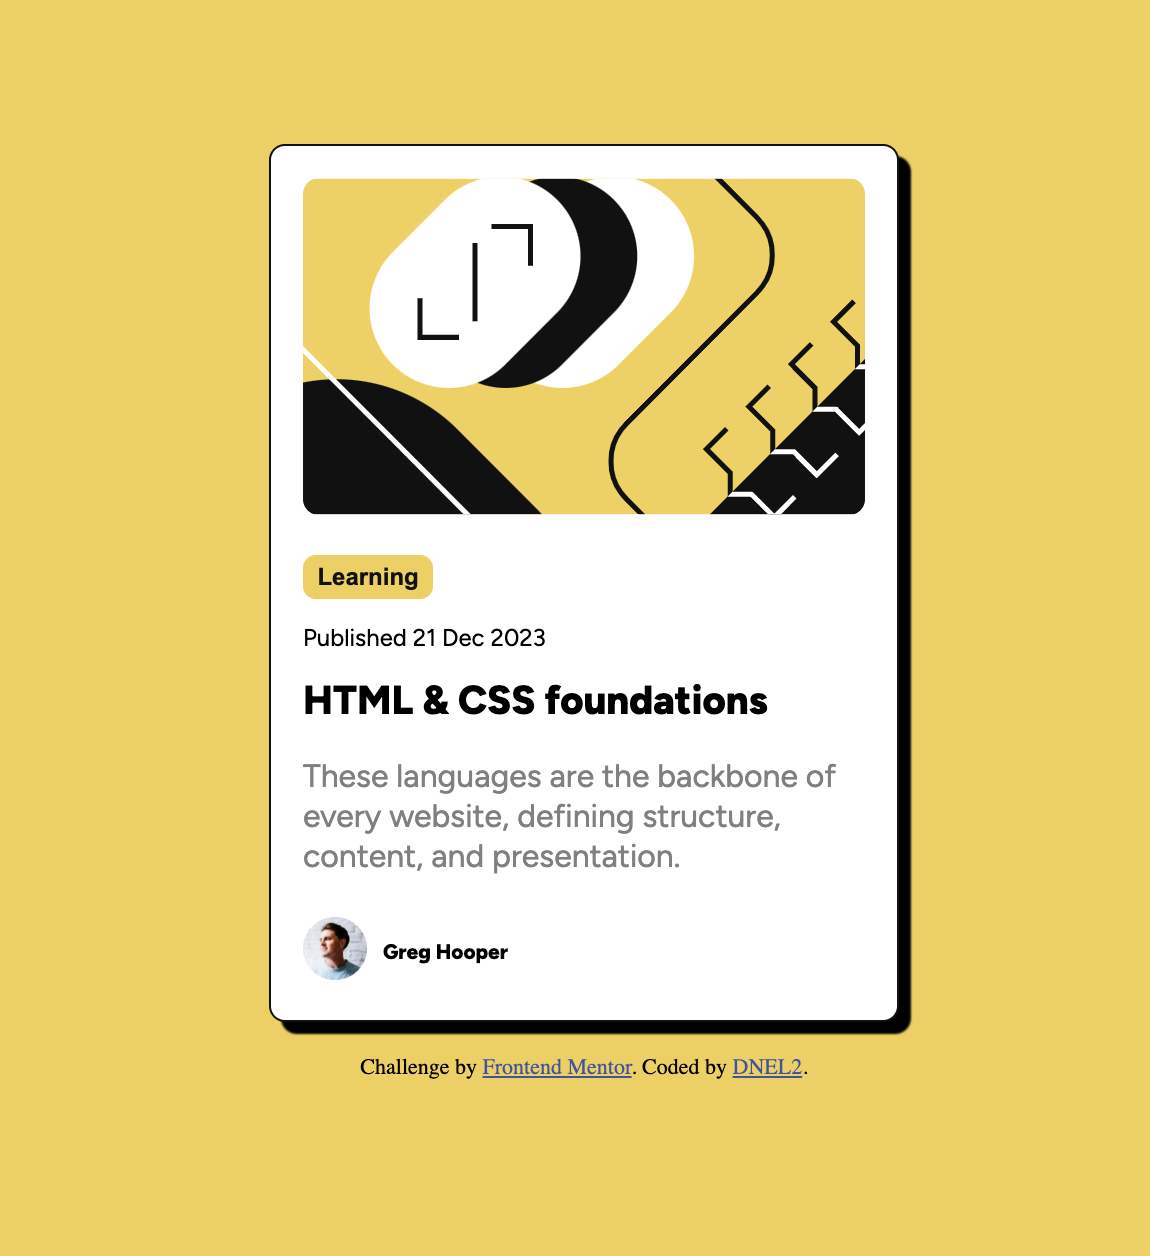 Learning
Published 21 Dec 2023
HTML & CSS foundations
These languages are the backbone of
every website, defining structure,
content, and presentation.
Greg Hooper
Challenge by Frontend Mentor. Coded by DNEL2.